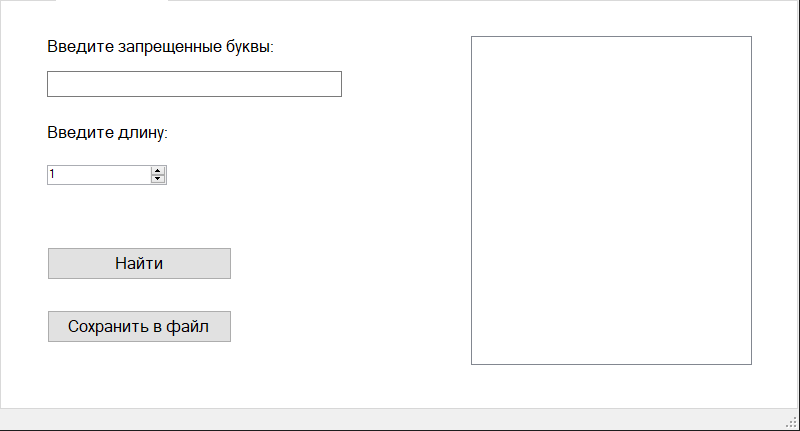 Введите запрещенные буквы:
Введите длину:
1
Найти
Сохранить в файл